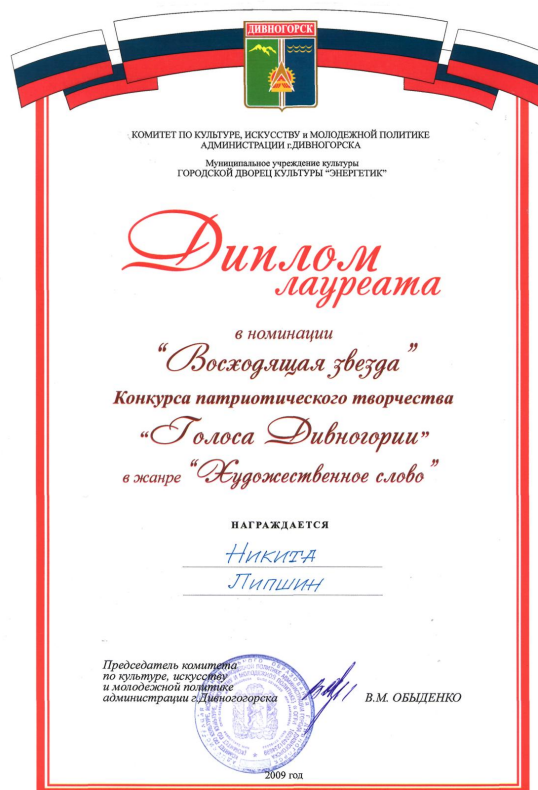 ДИВНОГОРСК
КОМИТЕТ ПО КУЛЬТУРЕ, ИСКУССТВУ и МОЛОДЕЖНОЙ ПОЛИТИКЕ
АДМИНИСТРАЦИИ г.ДИВНОГОРСКА
Муниципальное учреждение культуры
ГОРОДСКОЙ ДВОРЕЦ КУЛЬТУРЫ "ЭНЕРГЕТИК"
Диплом
лауреата
в номинации
"Восходящая звезда"
Конкурса патриотического творчества
"Голоса Дивногории"
в жанре "Художественное слово"
НАГРАЖДАЕТСЯ
Никита
Липшин
Председатель комитета
по культуре, искусству
и молодежной политике
администрации г.Дивногогорска
В.М. ОБЫДЕНКО
2009 год